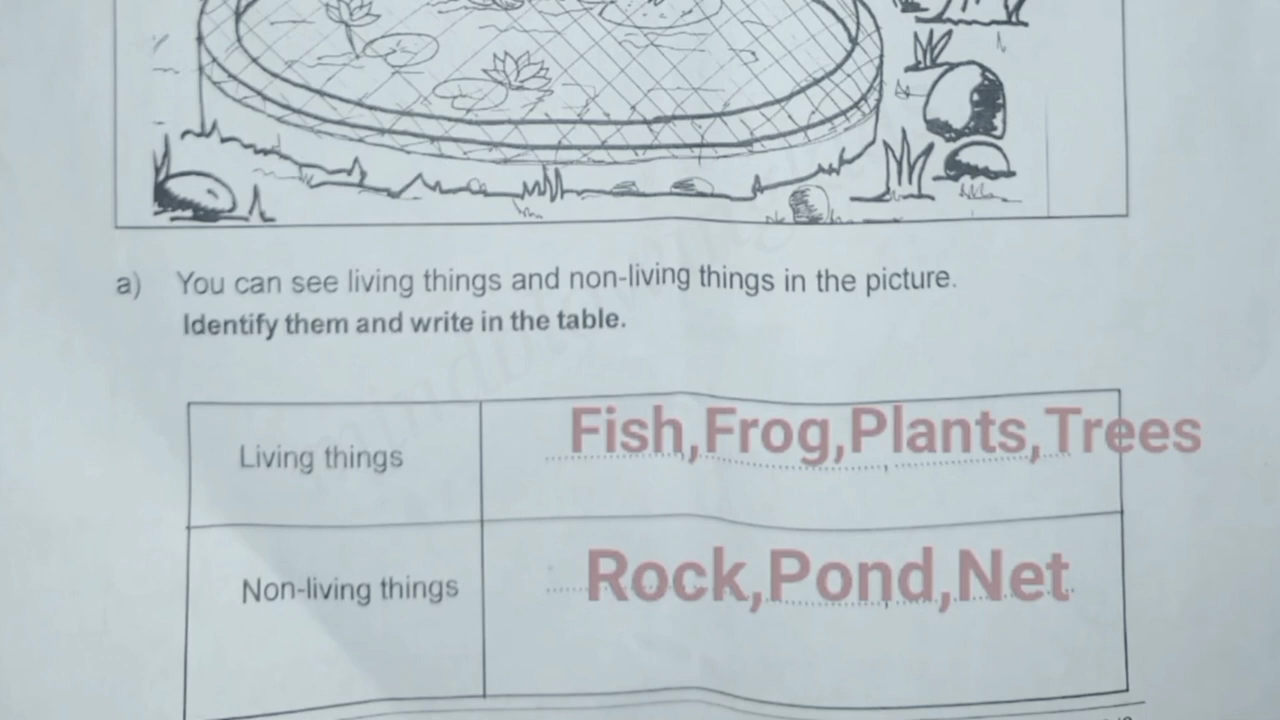 a) You can see living things and non-living things in the picture.
Identify them and write in the table.
Living things Fish,Frog,Plants,Trees
Non-living things Rock,Pond,Net